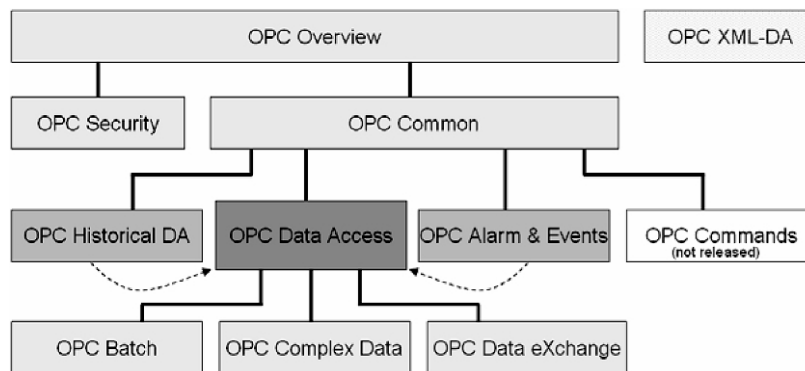 OPC Overview
OPC XML-DA
OPC Security
OPC Common
OPC Historical DA
OPC Data Access
OPC Alarm & Events
OPC Commands
(not released)
OPC Batch
OPC Complex Data
OPC Data eXchange